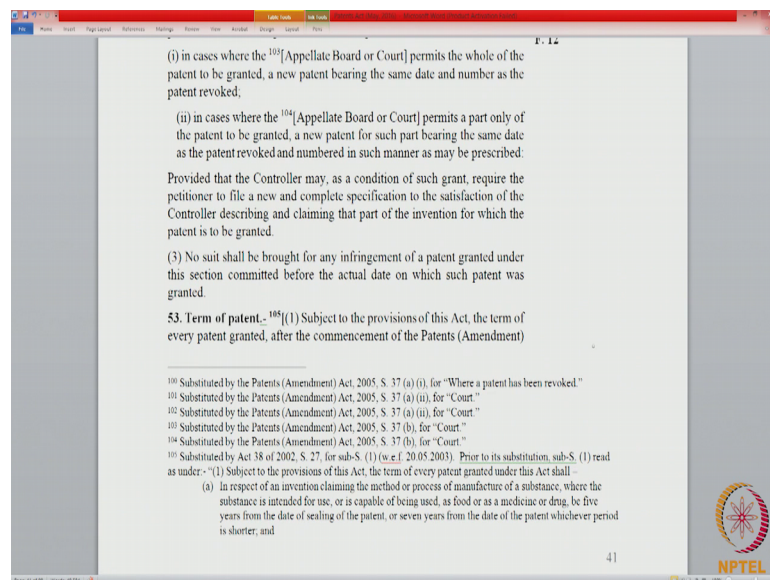 Table Tools Ink Tools
File Home Insert Page Layout References Mailings Review View Acrobat Design Layout Pens
F. 12
(i) in cases where the 103[Appellate Board or Court] permits the whole of the
patent to be granted, a new patent bearing the same date and number as the
patent revoked;
(ii) in cases where the 104[Appellate Board or Court] permits a part only of
the patent to be granted, a new patent for such part bearing the same date
as the patent revoked and numbered in such manner as may be prescribed:
Provided that the Controller may, as a condition of such grant, require the
petitioner to file a new and complete specification to the satisfaction of the
Controller describing and claiming that part of the invention for which the
patent is to be granted.
(3) No suit shall be brought for any infringement of a patent granted under
this section committed before the actual date on which such patent was
granted.
53. Term of patent.- 105[(1) Subject to the provisions of this Act, the term of
every patent granted, after the commencement of the Patents (Amendment)
100 Substituted by the Patents (Amendment) Act, 2005, S. 37 (a) (i), for “Where a patent has been revoked.”
101 Substituted by the Patents (Amendment) Act, 2005, S. 37 (a) (ii), for “Court.”
102 Substituted by the Patents (Amendment) Act, 2005, S. 37 (a) (ii), for “Court.”
103 Substituted by the Patents (Amendment) Act, 2005, S. 37 (b), for “Court.”
104 Substituted by the Patents (Amendment) Act, 2005, S. 37 (b), for “Court.”
105 Substituted by Act 38 of 2002, S. 27, for sub-S. (1) (w.e.f. 20.05.2003). Prior to its substitution, sub-S. (1) read
as under:- “(1) Subject to the provisions of this Act, the term of every patent granted under this Act shall –
(a) In respect of an invention claiming the method or process of manufacture of a substance, where the
substance is intended for use, or is capable of being used, as food or as a medicine or drug, be five
years from the date of sealing of the patent, or seven years from the date of the patent whichever period
is shorter; and
41
NPTEL